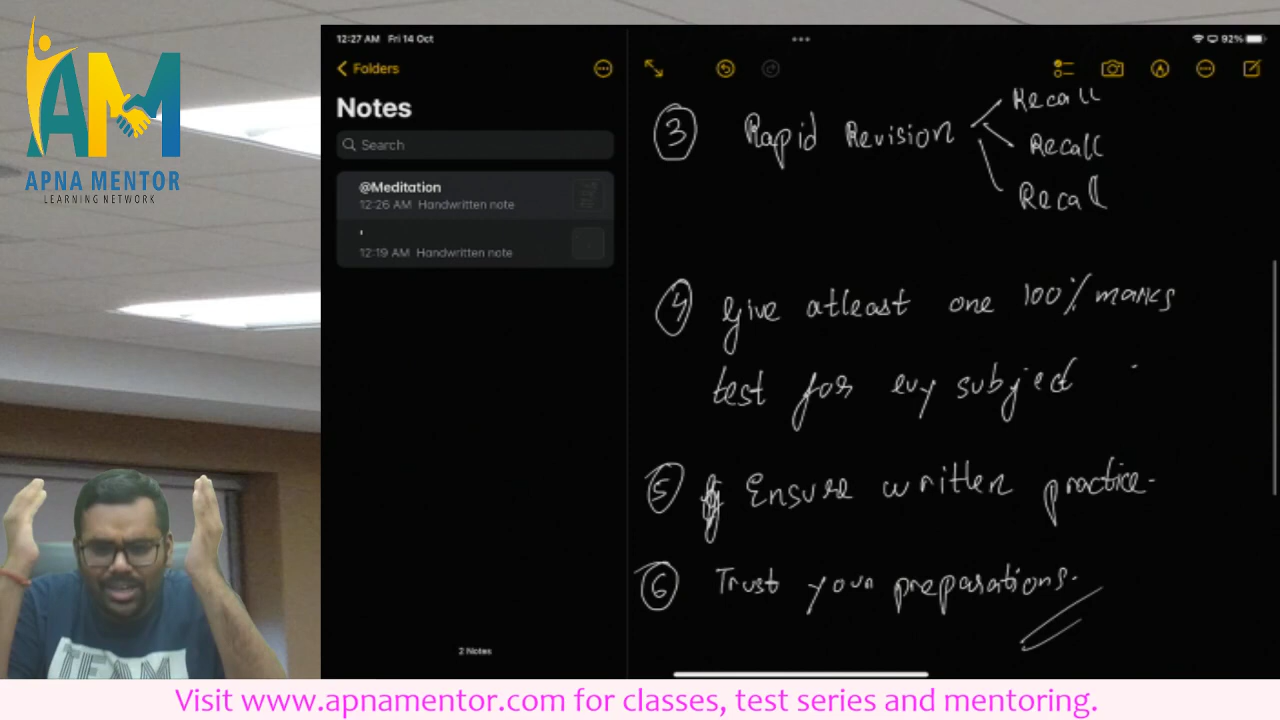 AM
APNA MENTOR
LEARNING NETWORK
12:27 AM Fri 14 Oct
92%
Folders
Notes
Search
@Meditation
12:26 AM Handwritten note
'
12:19 AM Handwritten note
2 Notes
3 Rapid Revision
Recall
Recall
Recall
4 Give atleast one 100% marks
test for evy subject
5 Ensure written practice.
6 Trust your preparations.
TEAM
Visit www.apnamentor.com for classes, test series and mentoring.